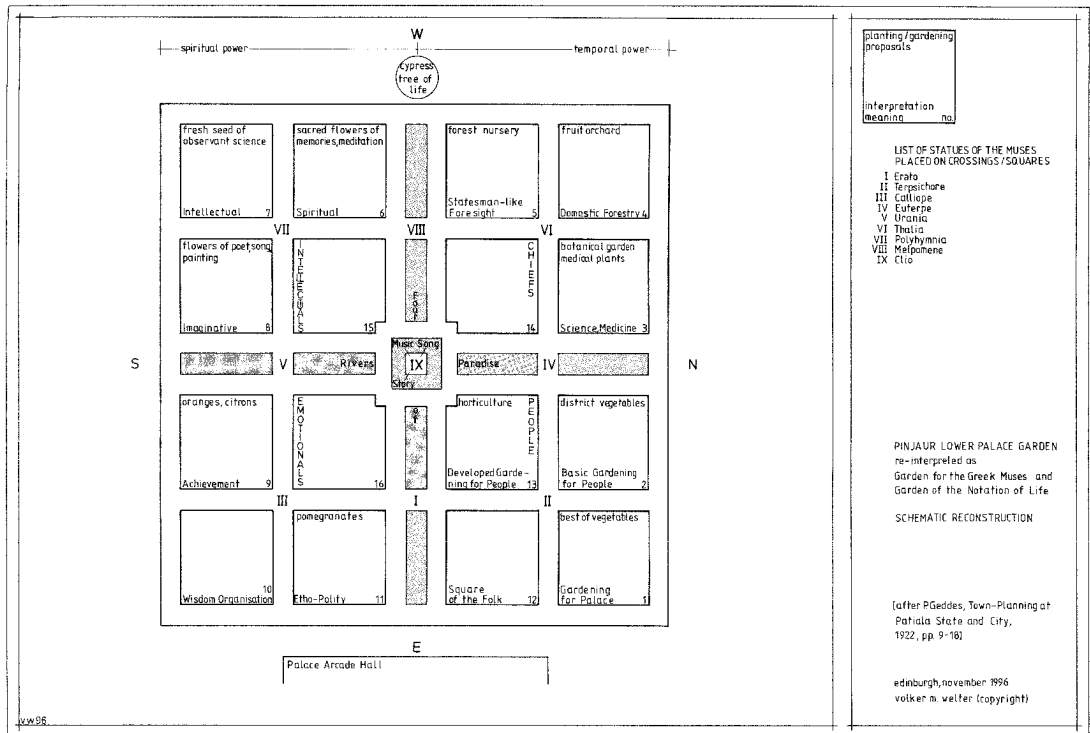 W
spiritual power
temporal power
Cypress
tree of
life
fresh seed of
observant science
Intellectual 7
sacred flowers of
memories, meditation
Spiritual 6
forest nursery
Statesman-like
Foresight 5
fruit orchard
Domestic Forestry 4
VII
VIII
VI
flowers of poet, song
painting
Imaginative 8
INTELLECTUALS
15
Four
CHIEFS
14
botanical garden
medical plants
Science, Medicine 3
S
V
Rivers
Music Song
IX
Story
Paradise
IV
N
oranges, citrons
Achievement 9
EMOTIONALS
16
of
horticulture
PEOPLE
Developed Garde-
ning for People 13
district vegetables
Basic Gardening
for People 2
III
I
II
10
Wisdom Organisation
pomegranates
Etho-Polity 11
Square
of the Folk 12
best of vegetables
Gardening
for Palace 1
E
Palace Arcade Hall
vw96
planting/gardening
proposals
interpretation
meaning no.
LIST OF STATUES OF THE MUSES
PLACED ON CROSSINGS/SQUARES
I Erato
II Terpsichore
III Calliope
IV Euterpe
V Urania
VI Thalia
VII Polyhymnia
VIII Melpomene
IX Clio
PINJAUR LOWER PALACE GARDEN
re-interpreted as
Garden for the Greek Muses and
Garden of the Notation of Life
SCHEMATIC RECONSTRUCTION
[after P.Geddes, Town-Planning at
Patiala State and City,
1922, pp. 9-18]
edinburgh, november 1996
volker m. welter (copyright)